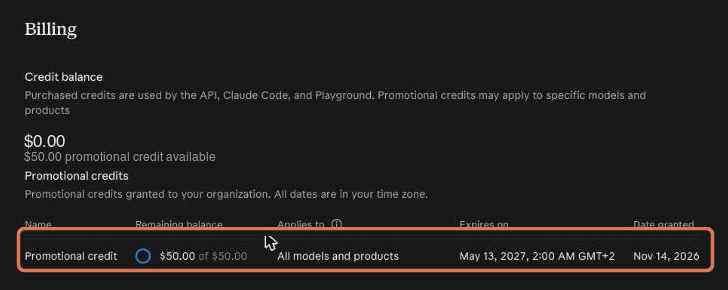 Billing
Credit balance
Purchased credits are used by the API, Claude Code, and Playground. Promotional credits may apply to specific models and
products
$0.00
$50.00 promotional credit available
Promotional credits
Promotional credits granted to your organization. All dates are in your time zone.
Name Remaining balance Applies to Expires on Date granted
Promotional credit $50.00 of $50.00 All models and products May 13, 2027, 2:00 AM GMT+2 Nov 14, 2026